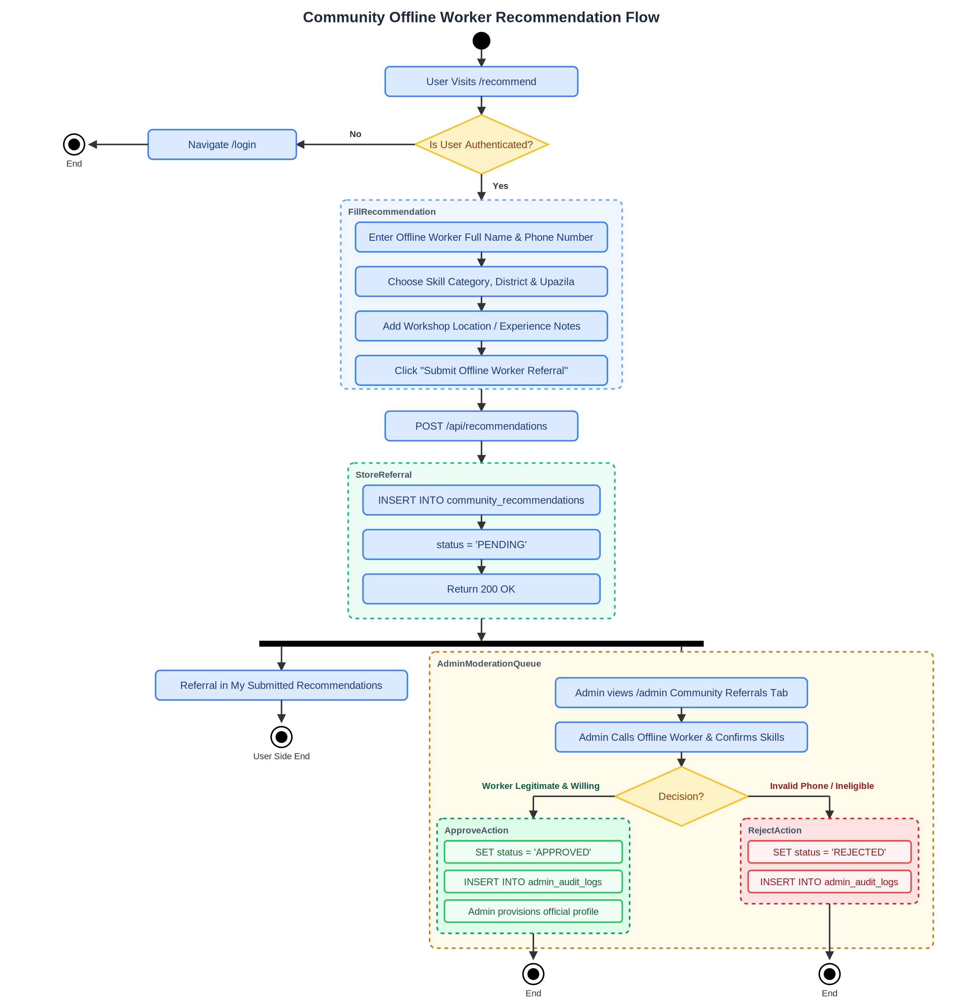 Community Offline Worker Recommendation Flow
User Visits /recommend
Is User Authenticated?
No
Navigate /login
End
Yes
FillRecommendation
Enter Offline Worker Full Name & Phone Number
Choose Skill Category, District & Upazila
Add Workshop Location / Experience Notes
Click "Submit Offline Worker Referral"
POST /api/recommendations
StoreReferral
INSERT INTO community_recommendations
status = 'PENDING'
Return 200 OK
Referral in My Submitted Recommendations
User Side End
AdminModerationQueue
Admin views /admin Community Referrals Tab
Admin Calls Offline Worker & Confirms Skills
Decision?
Worker Legitimate & Willing
Invalid Phone / Ineligible
ApproveAction
SET status = 'APPROVED'
INSERT INTO admin_audit_logs
Admin provisions official profile
End
RejectAction
SET status = 'REJECTED'
INSERT INTO admin_audit_logs
End